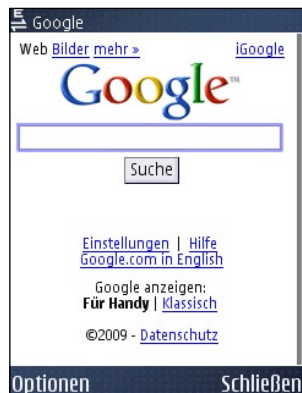 E Google
Web Bilder mehr » iGoogle
Google™
Suche
Einstellungen | Hilfe
Google.com in English
Google anzeigen:
Für Handy | Klassisch
©2009 - Datenschutz
Optionen Schließen